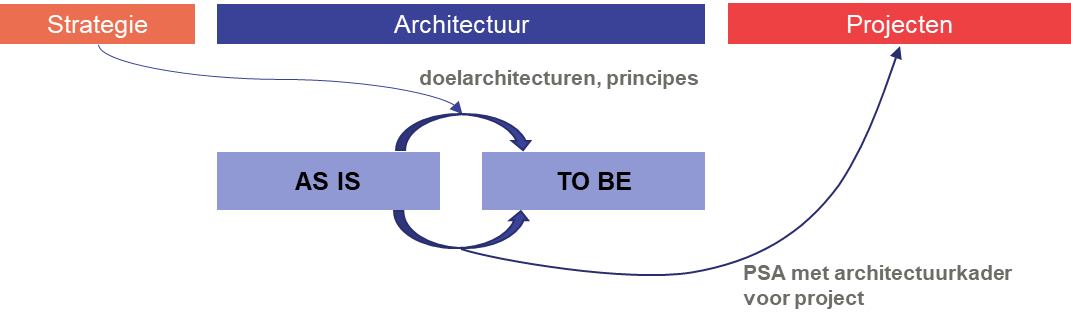 Strategie
Architectuur
Projecten
doelarchitecturen, principes
AS IS
TO BE
PSA met architectuurkader
voor project